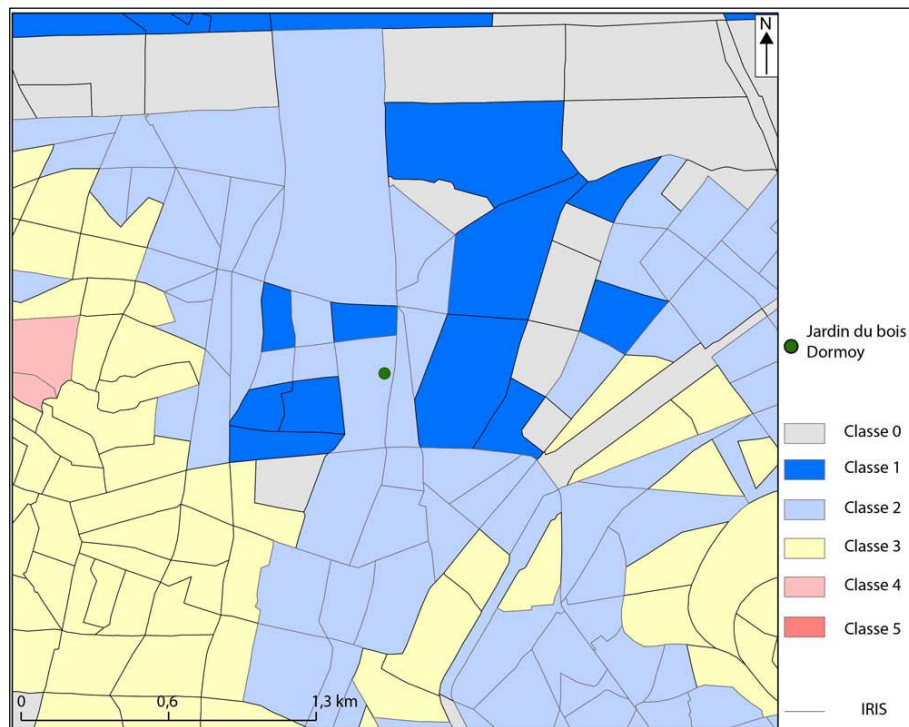 N
Jardin du bois
Dormoy
Classe 0
Classe 1
Classe 2
Classe 3
Classe 4
Classe 5
IRIS
0 0,6 1,3 km